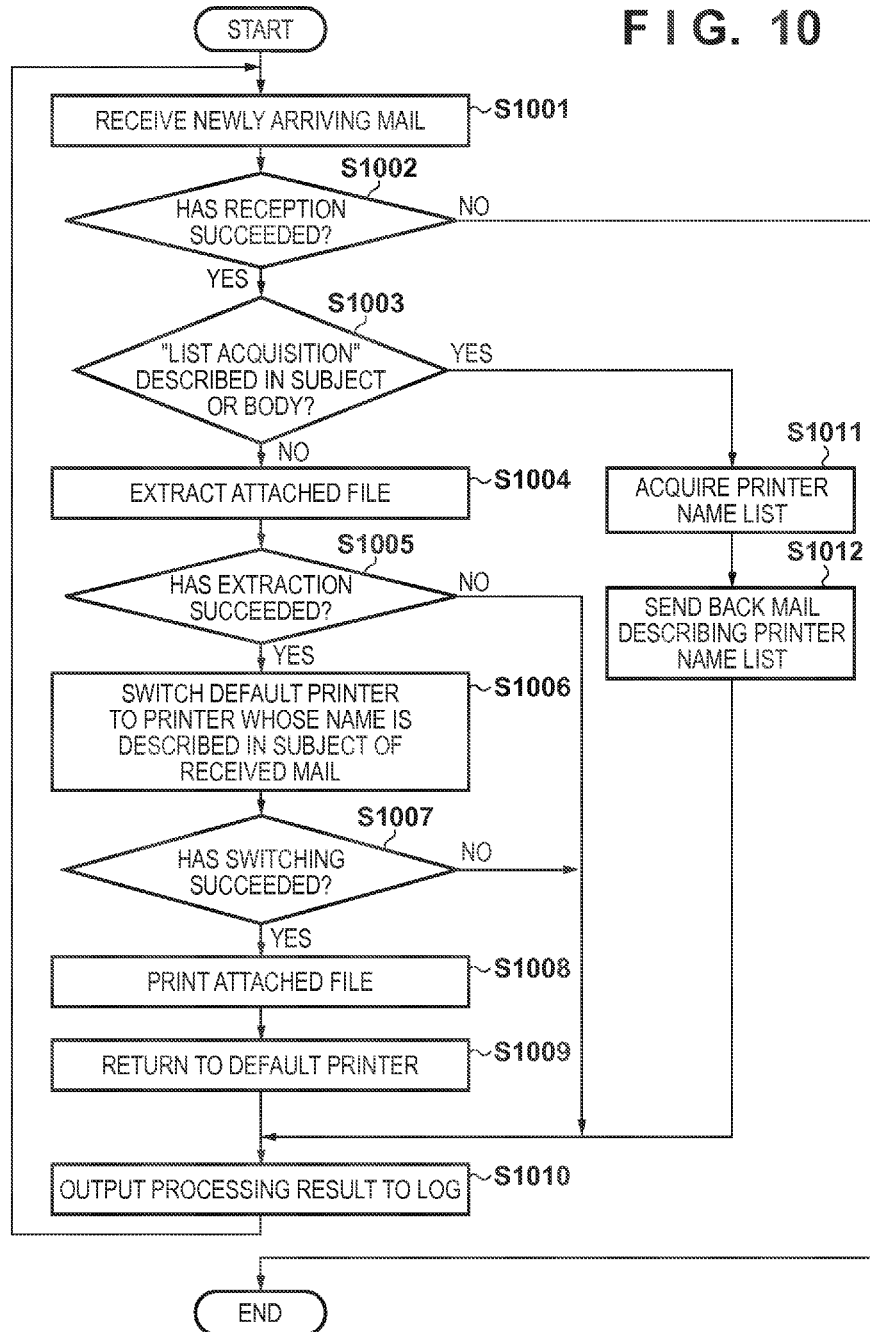 FIG. 10
START
RECEIVE NEWLY ARRIVING MAIL
S1001
S1002
HAS RECEPTION
SUCCEEDED?
NO
YES
S1003
"LIST ACQUISITION"
DESCRIBED IN SUBJECT
OR BODY?
YES
NO
EXTRACT ATTACHED FILE
S1004
S1011
ACQUIRE PRINTER
NAME LIST
S1005
HAS EXTRACTION
SUCCEEDED?
NO
YES
S1012
SEND BACK MAIL
DESCRIBING PRINTER
NAME LIST
SWITCH DEFAULT PRINTER
TO PRINTER WHOSE NAME IS
DESCRIBED IN SUBJECT OF
RECEIVED MAIL
S1006
S1007
HAS SWITCHING
SUCCEEDED?
NO
YES
PRINT ATTACHED FILE
S1008
RETURN TO DEFAULT PRINTER
S1009
OUTPUT PROCESSING RESULT TO LOG
S1010
END